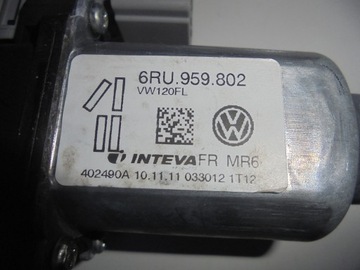 6RU.959.802
VW120FL
INTEVA FR MR6
402490A 10.11.11 033012 1T12